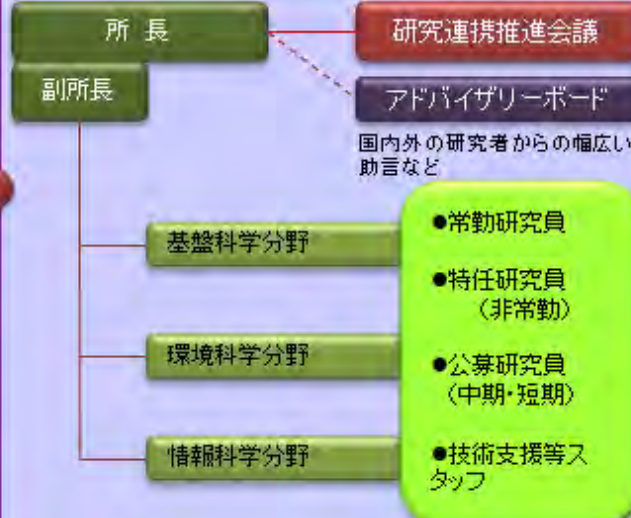 所 長
研究連携推進会議
副所長
アドバイザリーボード
国内外の研究者からの幅広い
助言など
基盤科学分野
環境科学分野
情報科学分野
●常勤研究員
●特任研究員
(非常勤)
●公募研究員
(中期・短期)
●技術支援等ス
タッフ